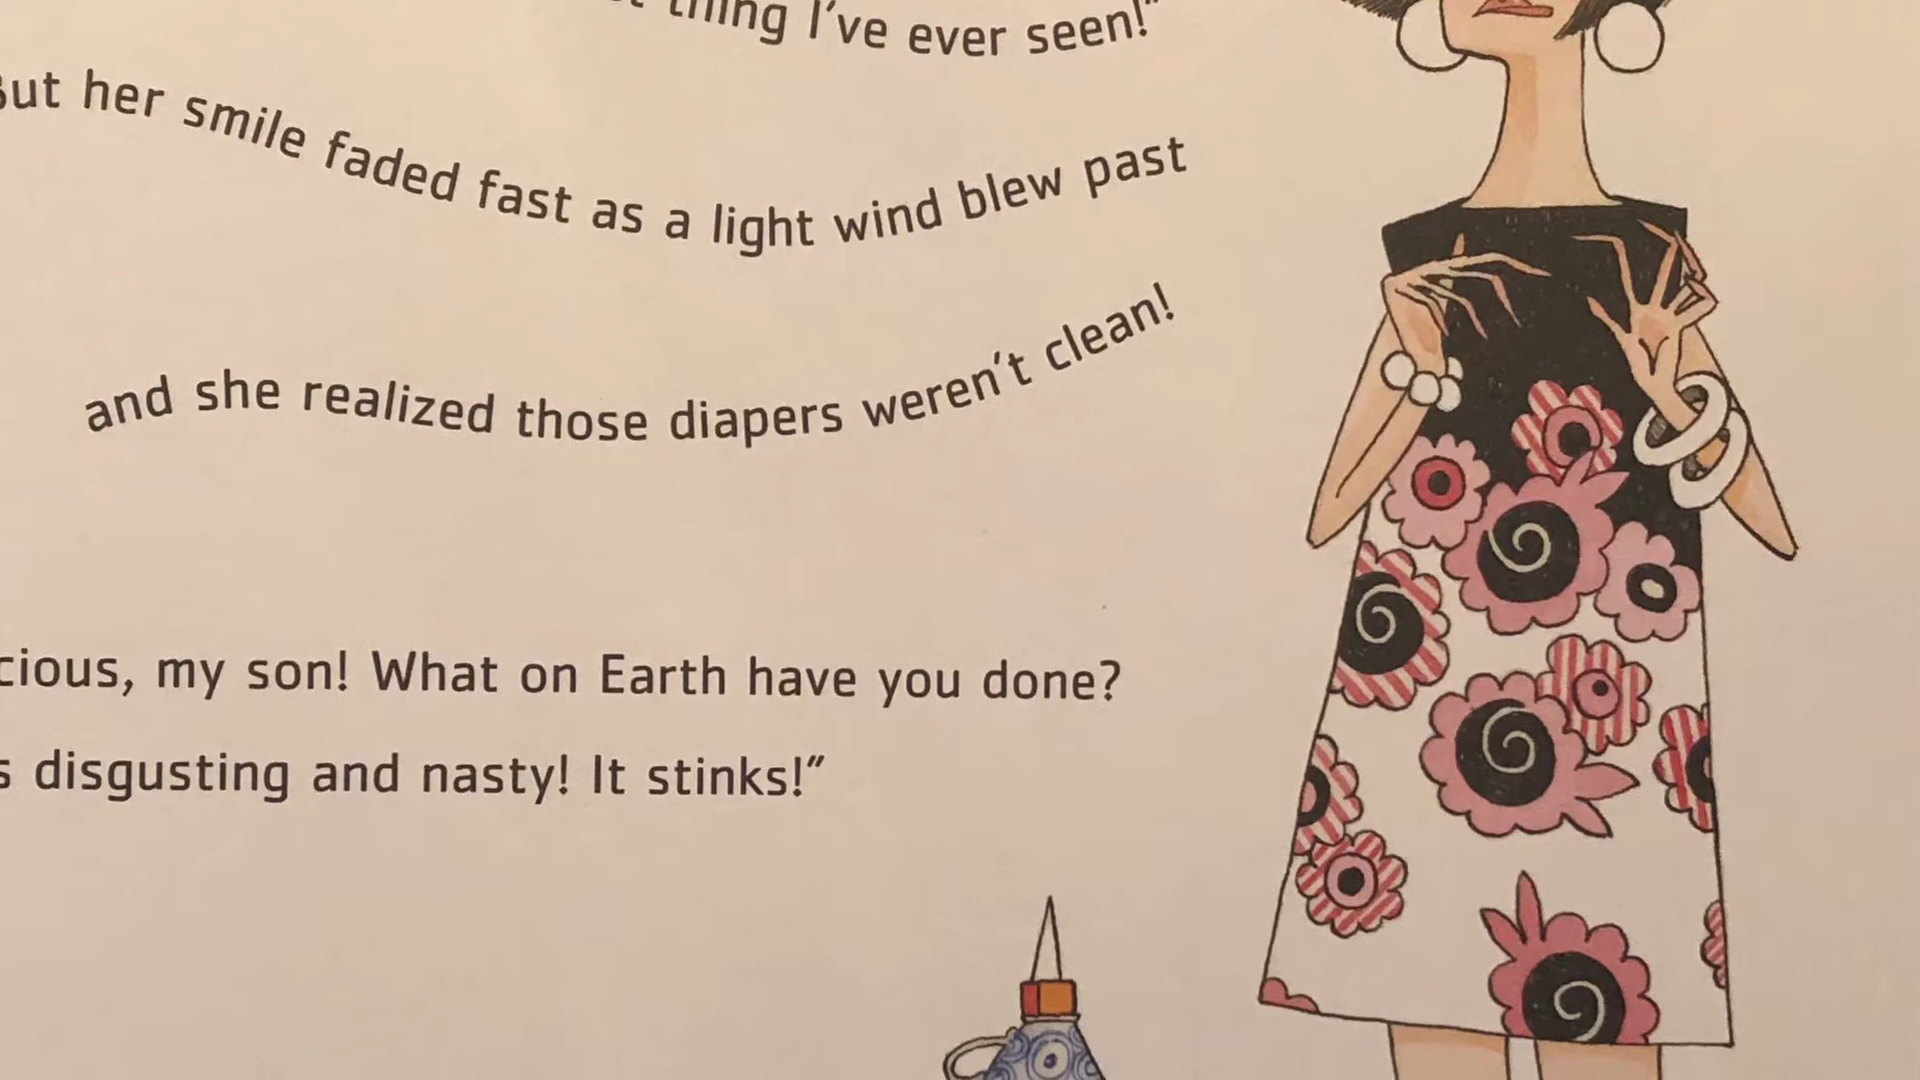 thing I've ever seen!"
But her smile faded fast as a light wind blew past
and she realized those diapers weren't clean!
cious, my son! What on Earth have you done?
s disgusting and nasty! It stinks!"